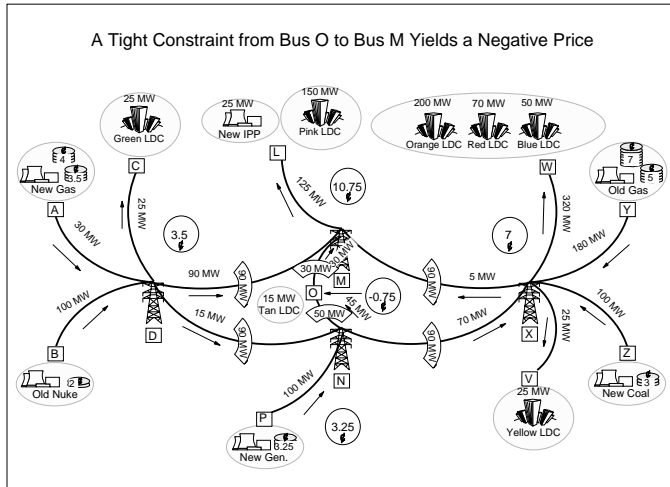 A Tight Constraint from Bus O to Bus M Yields a Negative Price
25 MW
Green LDC
25 MW
New IPP
150 MW
Pink LDC
200 MW
70 MW
50 MW
Orange LDC
Red LDC
Blue LDC
4
3.5
¢
New Gas
7
5
¢
Old Gas
C
L
W
A
Y
25 MW
125 MW
10.75
¢
320 MW
30 MW
3.5
¢
7
¢
180 MW
90 MW
90 MW
30 MW
30 MW
M
90 MW
5 MW
O
15 MW
Tan LDC
-0.75
¢
45 MW
50 MW
100 MW
D
15 MW
90 MW
70 MW
90 MW
X
25 MW
100 MW
B
N
V
Z
2
¢
Old Nuke
100 MW
P
3.25
¢
New Gen.
3.25
¢
25 MW
Yellow LDC
3
¢
New Coal